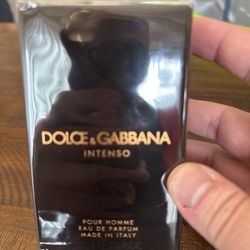 DOLCE & GABBANA
INTENSO
POUR HOMME
EAU DE PARFUM
MADE IN ITALY